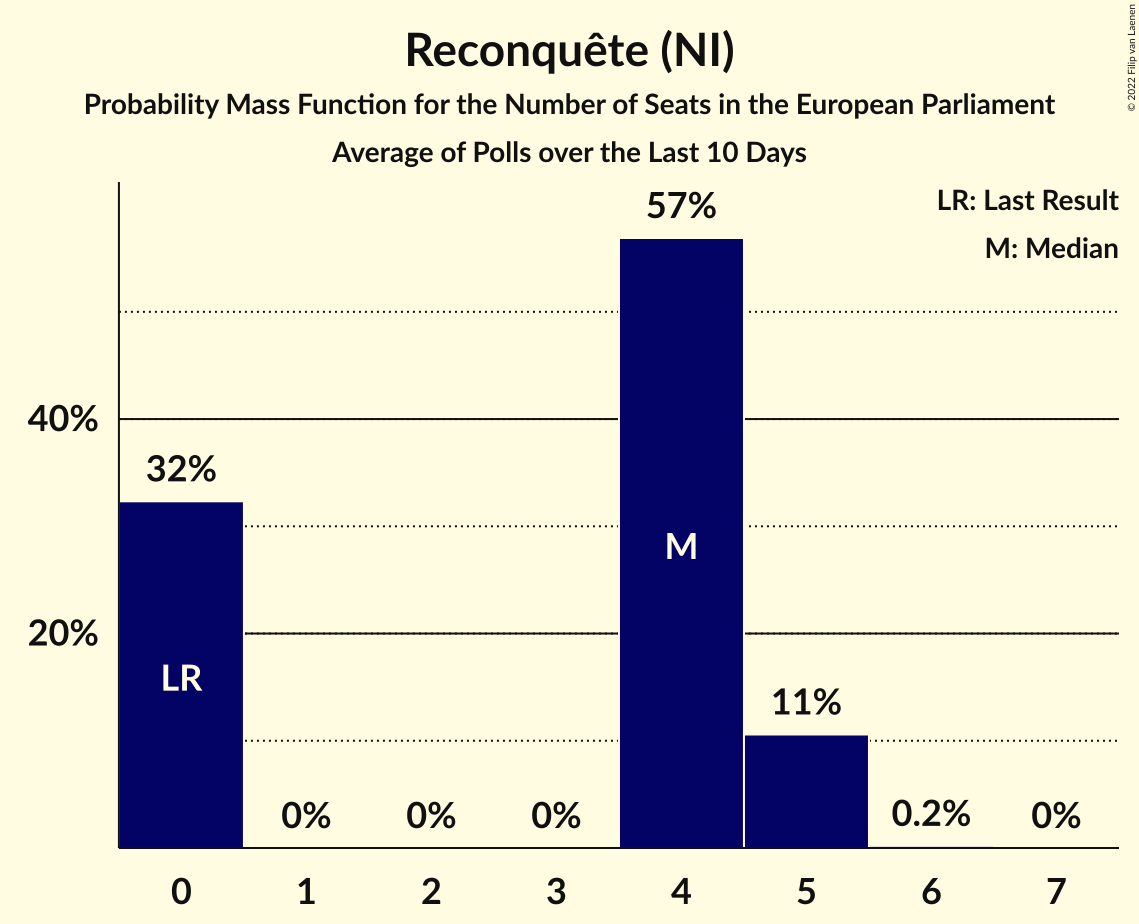 Reconquête (NI)
Probability Mass Function for the Number of Seats in the European Parliament
Average of Polls over the Last 10 Days
© 2022 Filip van Laenen
LR: Last Result
M: Median
57%
40%
32%
M
20%
LR
11%
0%
0%
0%
0.2%
0%
0 1 2 3 4 5 6 7